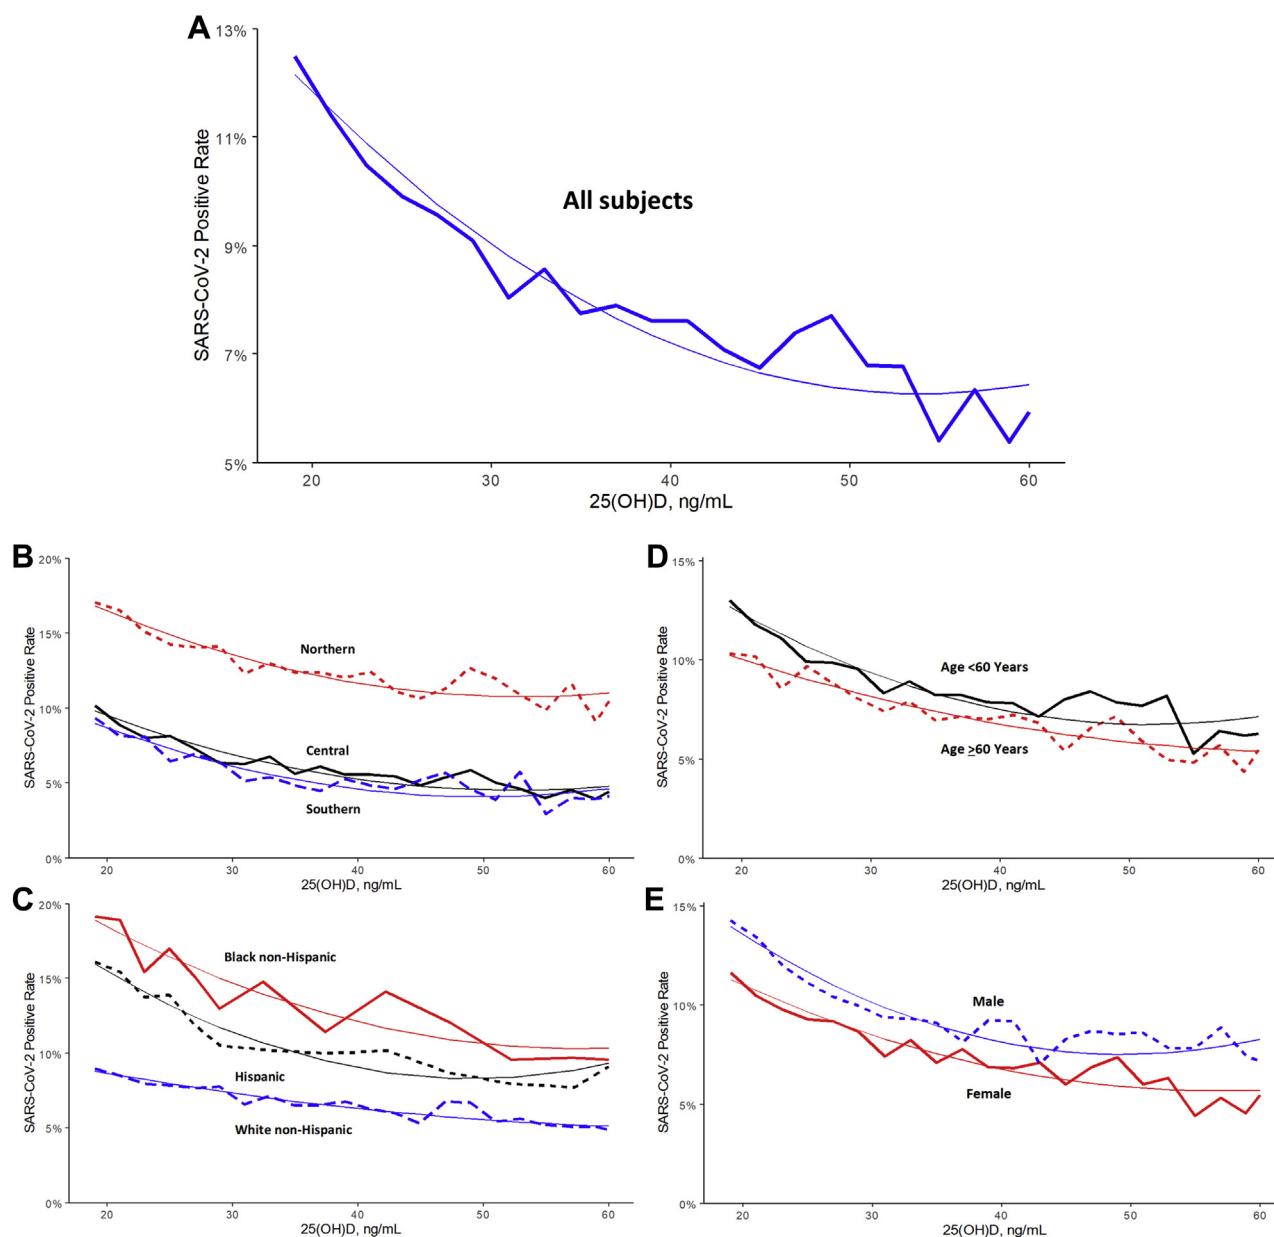 A
13%
11%
9%
7%
5%
SARS-CoV-2 Positive Rate
All subjects
20 30 40 50 60
25(OH)D, ng/mL
B
20%
15%
10%
5%
0%
SARS-CoV-2 Positive Rate
Northern
Central
Southern
20 30 40 50 60
25(OH)D, ng/mL
D
15%
10%
5%
0%
SARS-CoV-2 Positive Rate
Age <60 Years
Age ≥60 Years
20 30 40 50 60
25(OH)D, ng/mL
C
20%
15%
10%
5%
0%
SARS-CoV-2 Positive Rate
Black non-Hispanic
Hispanic
White non-Hispanic
20 30 40 50 60
25(OH)D, ng/mL
E
15%
10%
5%
0%
SARS-CoV-2 Positive Rate
Male
Female
20 30 40 50 60
25(OH)D, ng/mL